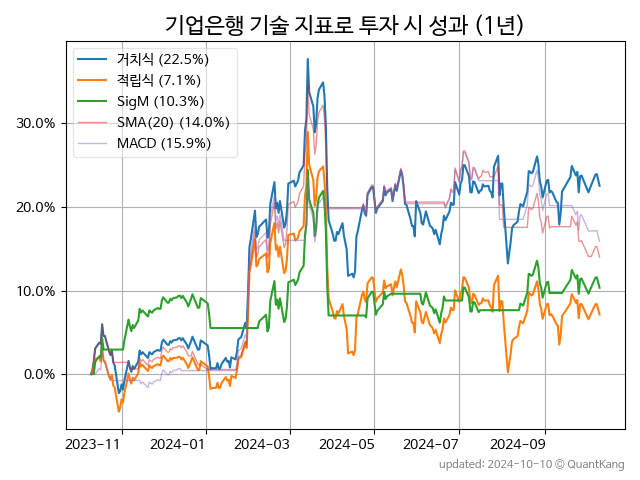 기업은행 기술 지표로 투자 시 성과 (1년)
거치식 (22.5%)
적립식 (7.1%)
SigM (10.3%)
SMA(20) (14.0%)
MACD (15.9%)
30.0%
20.0%
10.0%
0.0%
2023-11 2024-01 2024-03 2024-05 2024-07 2024-09
updated: 2024-10-10 © QuantKang